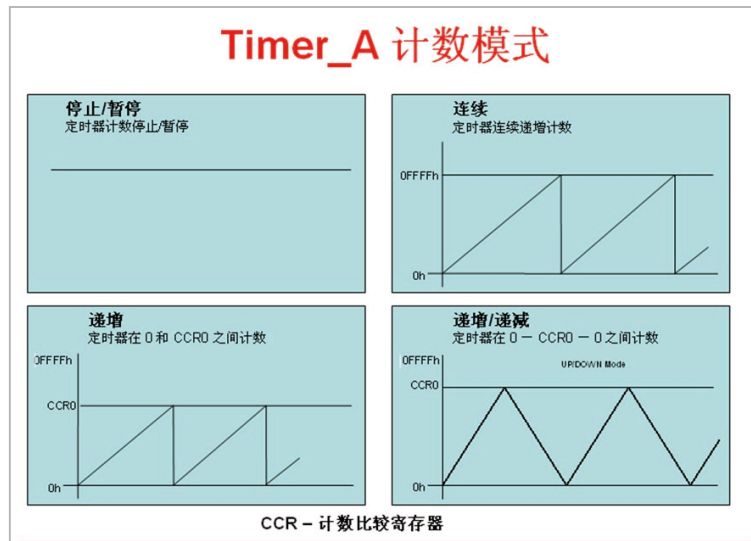 Timer_A 计数模式
停止/暂停
定时器计数停止/暂停
连续
定时器连续递增计数
0FFFFh
0h
递增
定时器在 0 和 CCR0 之间计数
0FFFFh
CCR0
0h
递增/递减
定时器在 0 — CCR0 — 0 之间计数
0FFFFh
UP/DOWN Mode
CCR0
0h
CCR – 计数比较寄存器